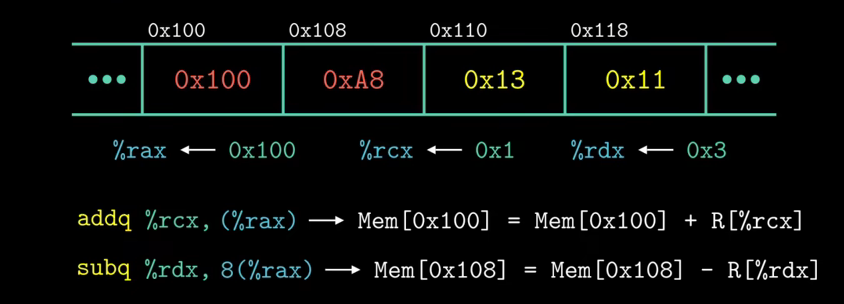 0x100 0x108 0x110 0x118
••• 0x100 0xA8 0x13 0x11 •••
%rax ← 0x100 %rcx ← 0x1 %rdx ← 0x3
addq %rcx, (%rax) → Mem[0x100] = Mem[0x100] + R[%rcx]
subq %rdx, 8(%rax) → Mem[0x108] = Mem[0x108] - R[%rdx]